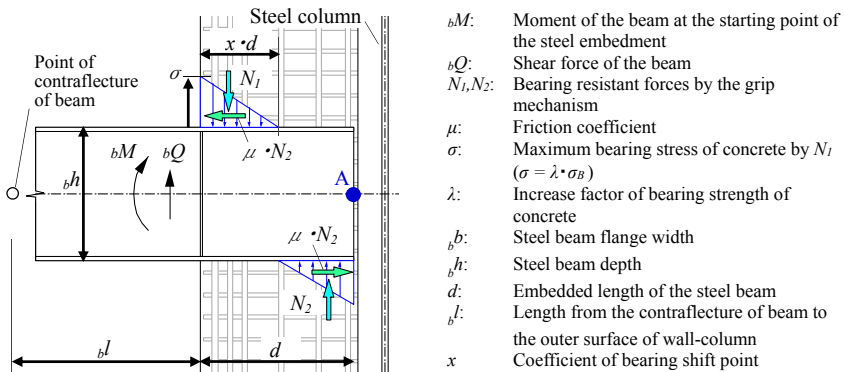 Steel column
Point of
contraflecture
of beam
x･d
σ
N1
μ･N2
bM
bQ
bh
A
μ･N2
N2
bl
d
bM: Moment of the beam at the starting point of
the steel embedment
bQ: Shear force of the beam
N1,N2: Bearing resistant forces by the grip
mechanism
μ: Friction coefficient
σ: Maximum bearing stress of concrete by N1
(σ = λ･σB)
λ: Increase factor of bearing strength of
concrete
bb: Steel beam flange width
bh: Steel beam depth
d: Embedded length of the steel beam
bl: Length from the contraflecture of beam to
the outer surface of wall-column
x Coefficient of bearing shift point